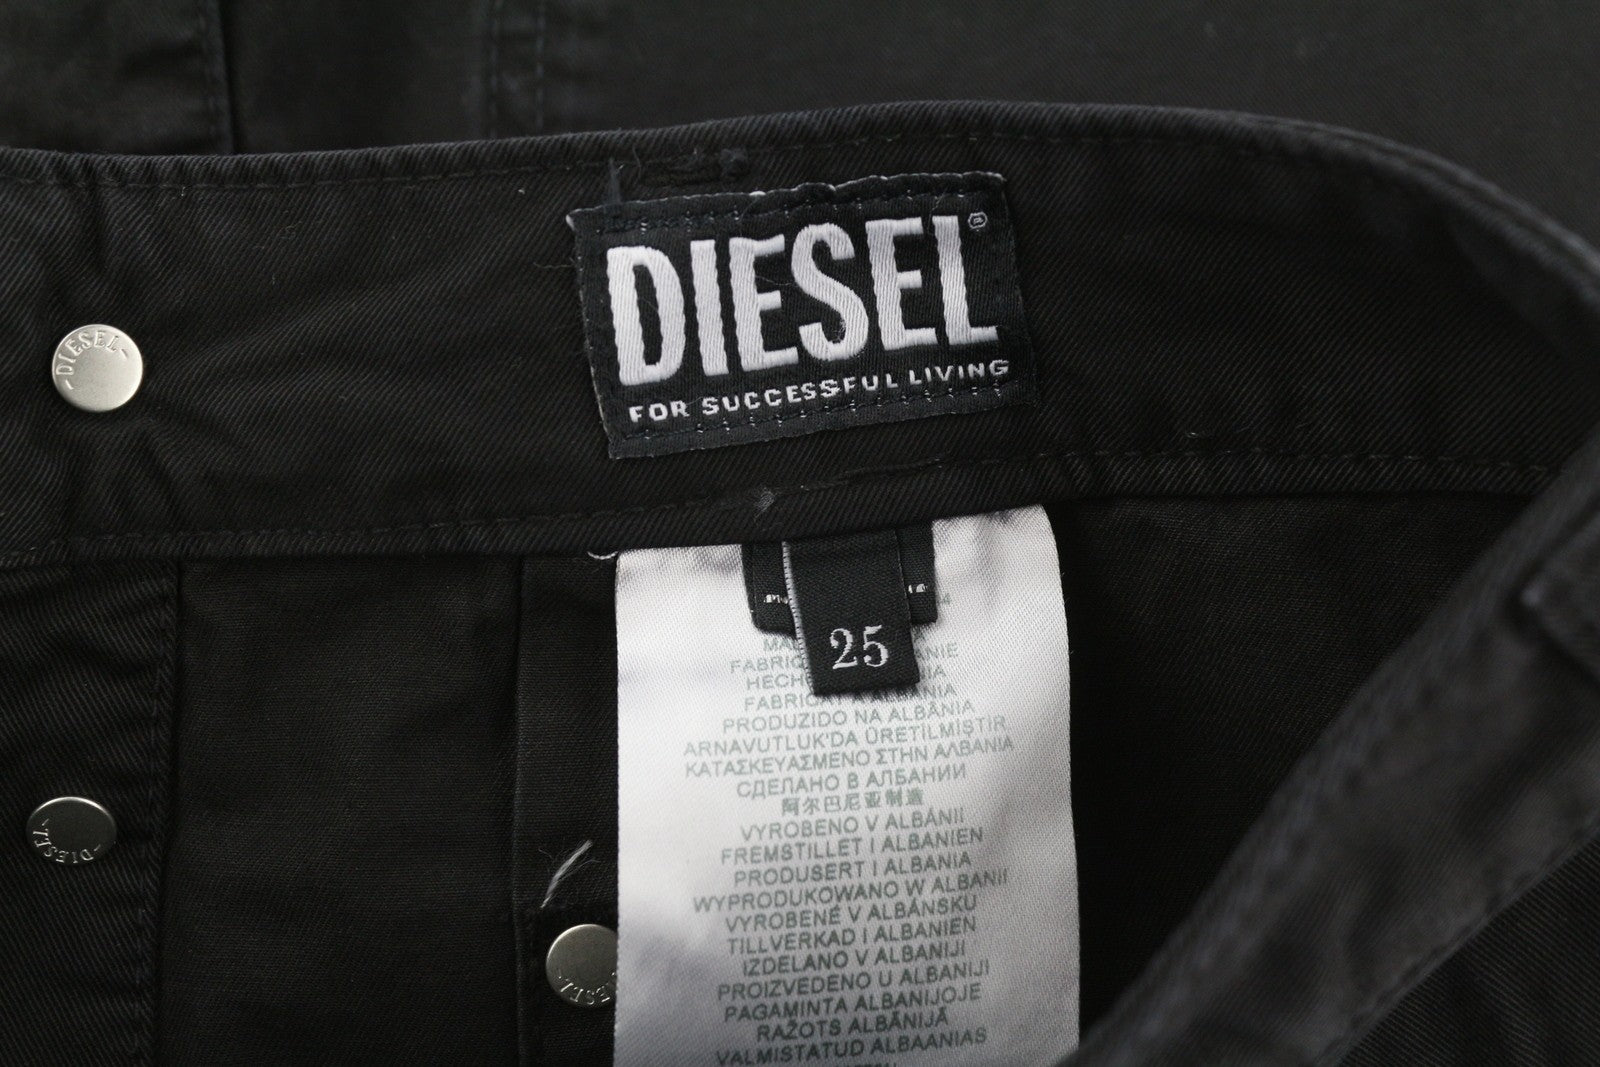 DIESEL®
FOR SUCCESSFUL LIVING
-DIESEL-
25
PRODUZIDO NA ALBÂNIA
ARNAVUTLUK'DA ÜRETILMIŞTIR
ΚΑΤΑΣΚΕΥΑΣΜΕΝΟ ΣΤΗΝ ΑΛΒΑΝΙΑ
СДЕЛАНО В АЛБАНИИ
阿尔巴尼亚制造
VYROBENO V ALBÁNII
FREMSTILLET I ALBANIEN
PRODUSERT I ALBANIA
WYPRODUKOWANO W ALBANII
VYROBENÉ V ALBÁNSKU
TILLVERKAD I ALBANIEN
IZDELANO V ALBANIJI
PROIZVEDENO U ALBANIJI
PAGAMINTA ALBANIJOJE
RAŽOTS ALBĀNIJĀ
VALMISTATUD ALBAANIAS
-DIESEL-